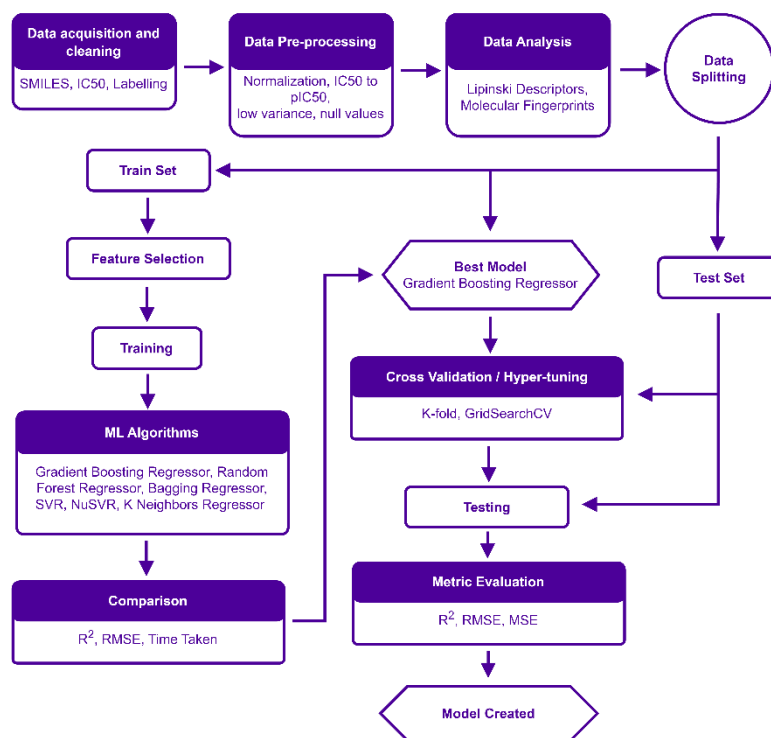 Data acquisition and
cleaning
SMILES, IC50, Labelling
Data Pre-processing
Normalization, IC50 to
pIC50,
low variance, null values
Data Analysis
Lipinski Descriptors,
Molecular Fingerprints
Data
Splitting
Train Set
Feature Selection
Training
ML Algorithms
Gradient Boosting Regressor, Random
Forest Regressor, Bagging Regressor,
SVR, NuSVR, K Neighbors Regressor
Comparison
R², RMSE, Time Taken
Best Model
Gradient Boosting Regressor
Test Set
Cross Validation / Hyper-tuning
K-fold, GridSearchCV
Testing
Metric Evaluation
R², RMSE, MSE
Model Created